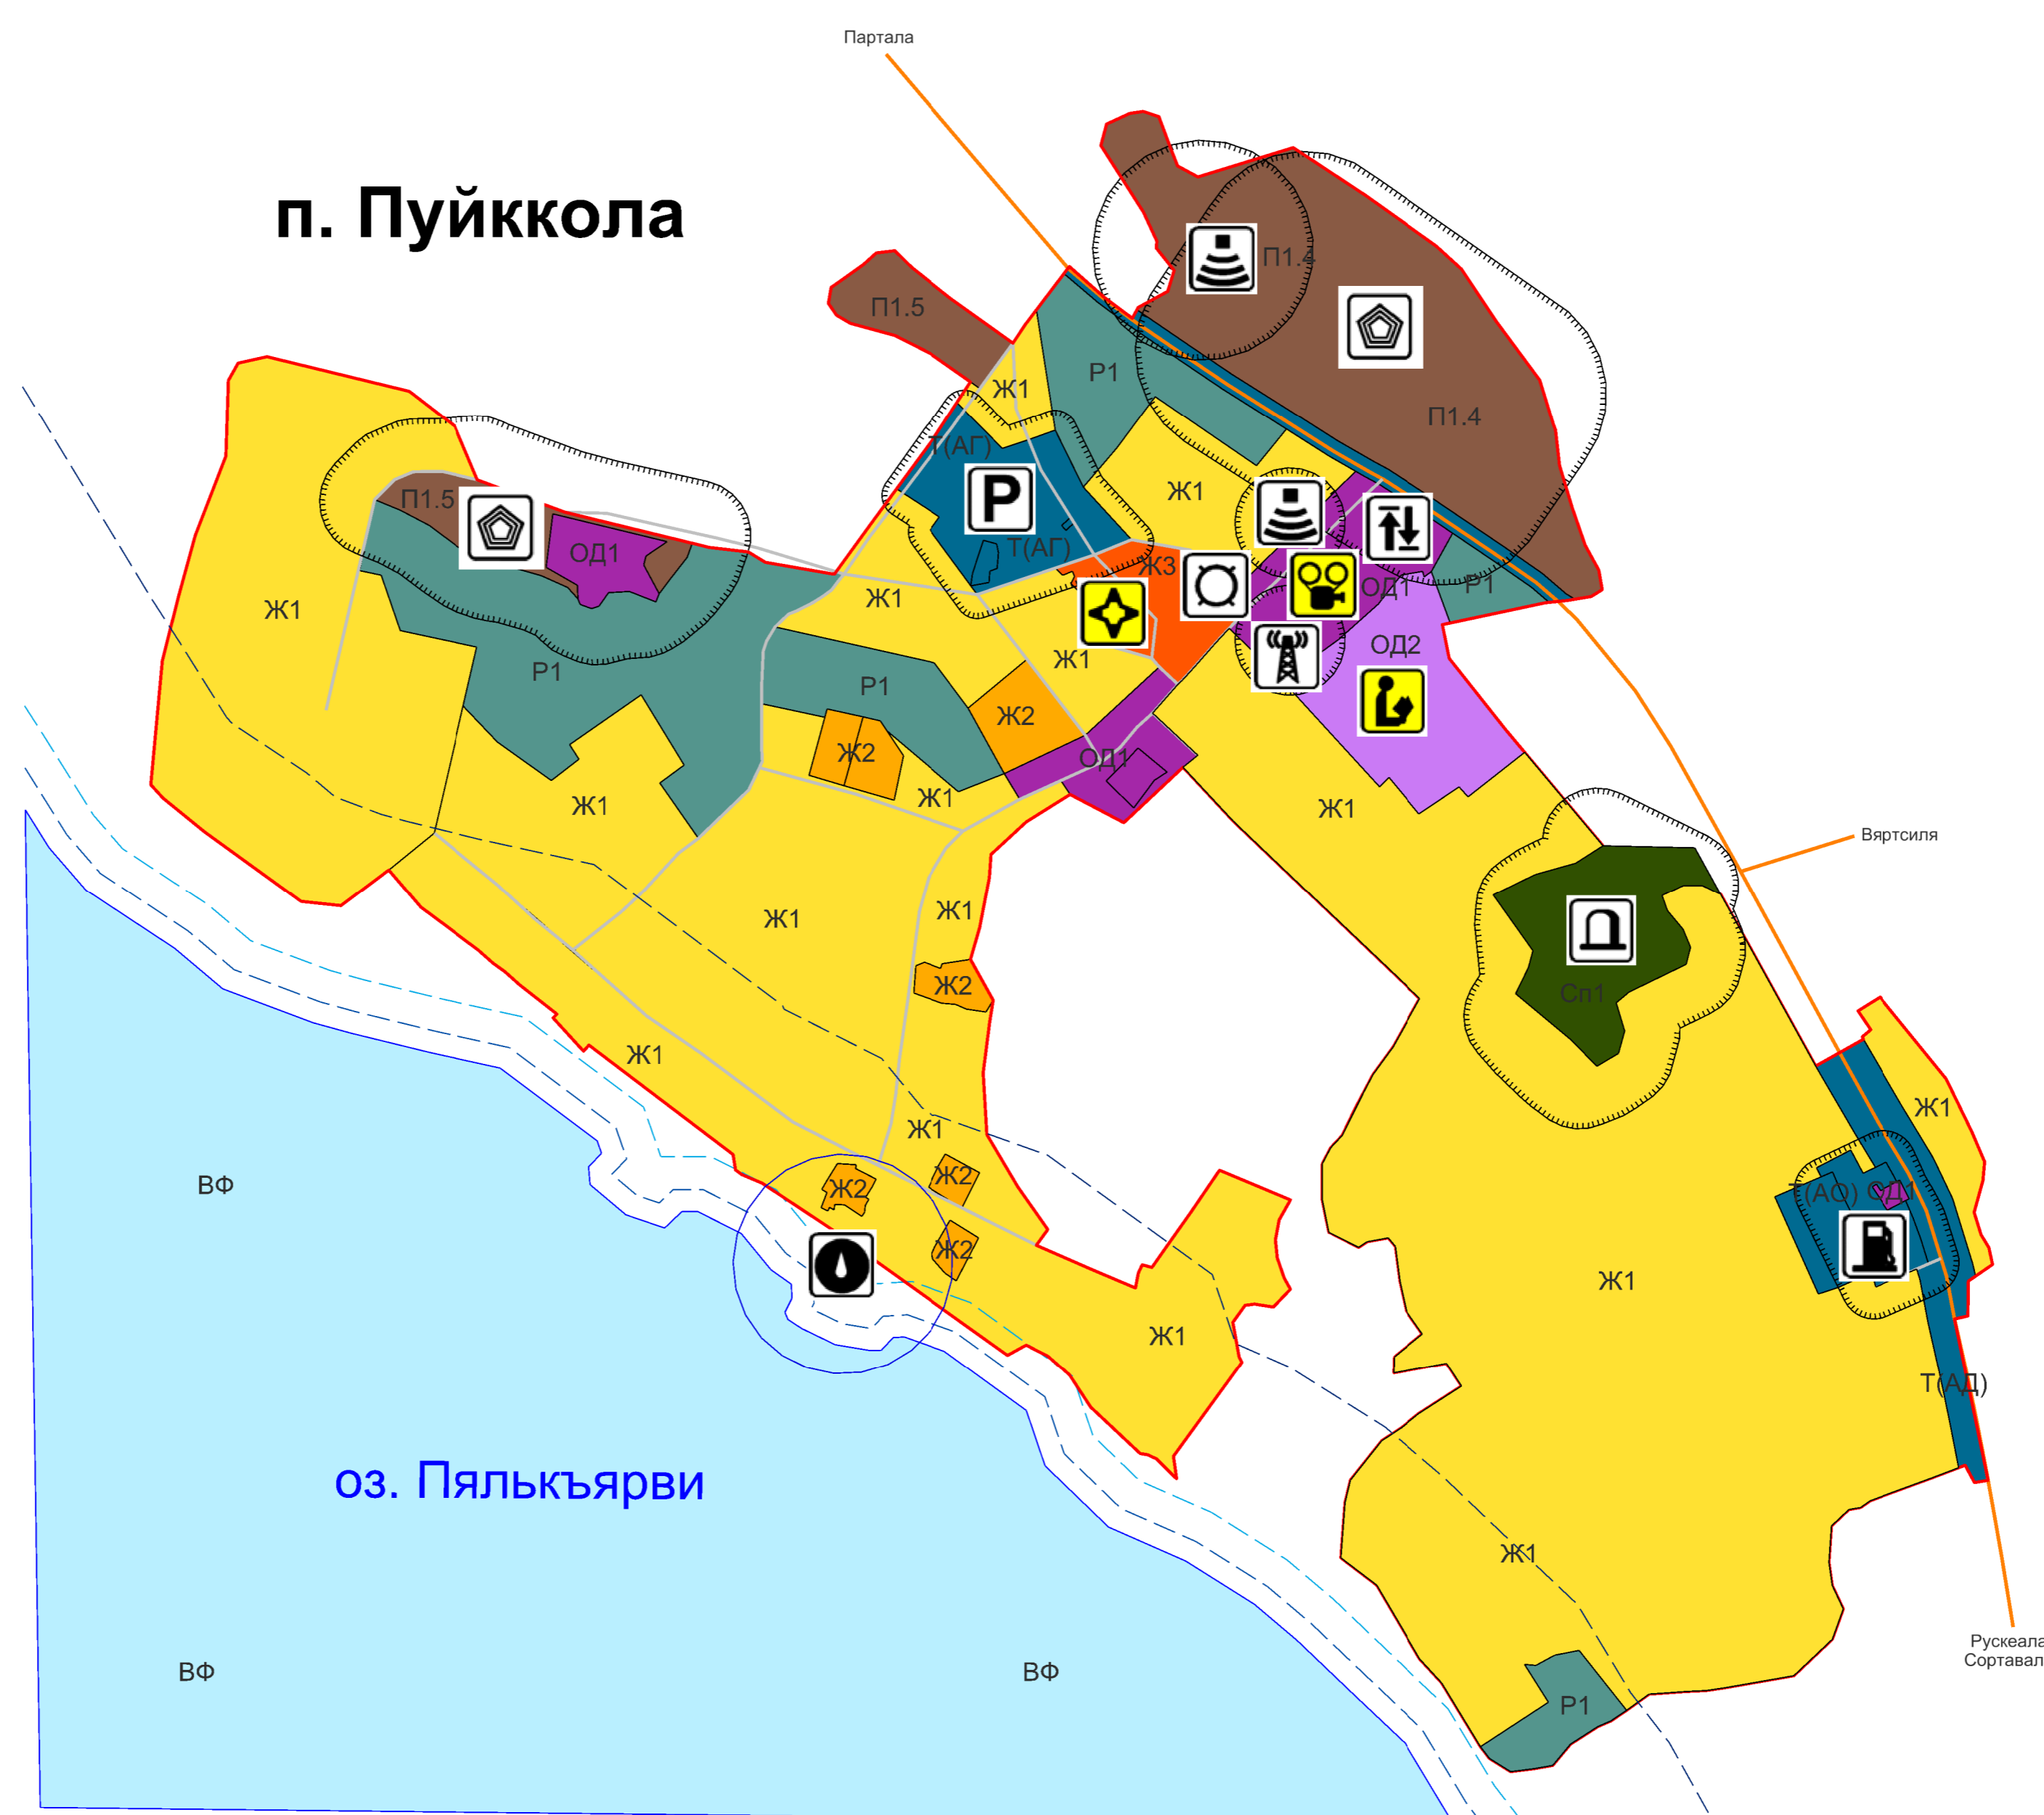 Партала
п. Пуйккола
П1.4
П1.5
Р1
Ж1
П1.4
Т(АГ)
Ж1
П1.5
ОД1
P
Т(АГ)
Ж3
ОД1
Р1
Ж1
Ж1
ОД2
Р1
Ж1
Р1
Ж2
Ж2
ОД1
Ж1
Ж1
Ж1
Вяртсиля
Ж1
Ж1
Ж2
Сп1
Ж1
Ж1
Ж1
ВФ
Ж2
Ж2
Т(АО)
ОД1
Ж2
Ж1
Ж1
Т(АД)
оз. Пялькъярви
Ж1
ВФ
ВФ
Рускеала
Р1